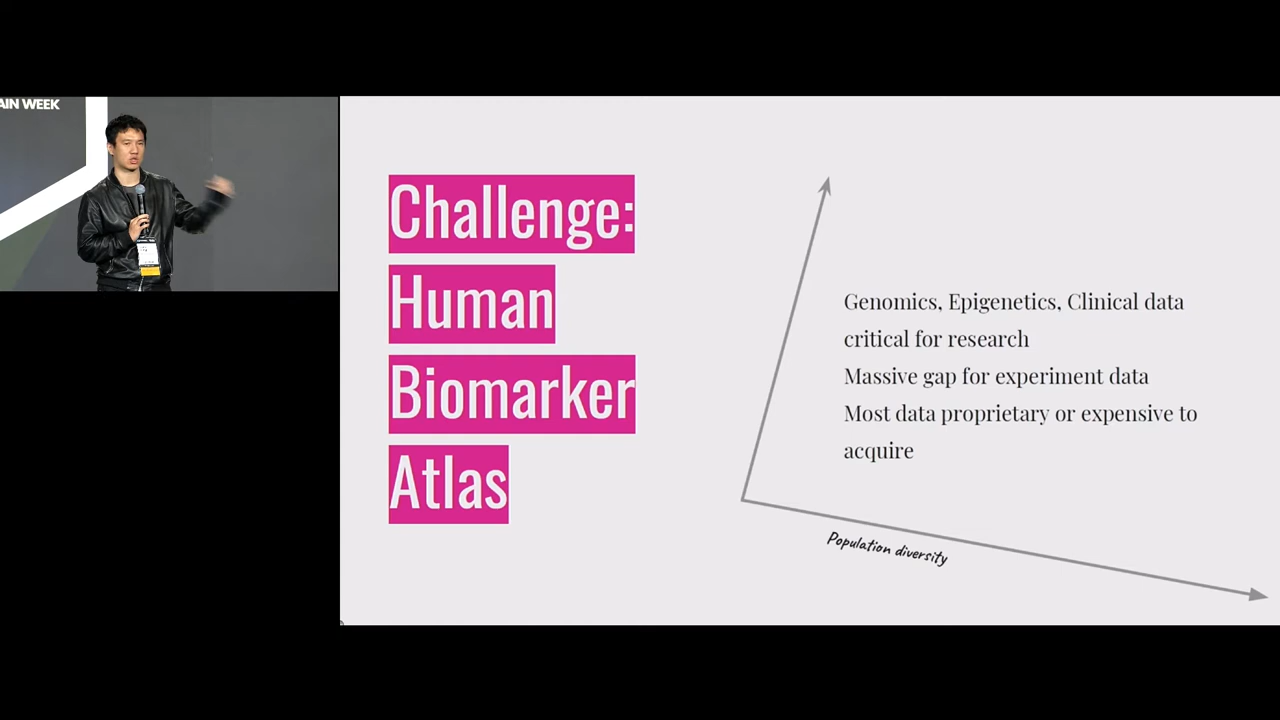 AIN WEEK
Challenge:
Human
Biomarker
Atlas
Genomics, Epigenetics, Clinical data
critical for research
Massive gap for experiment data
Most data proprietary or expensive to
acquire
Population diversity